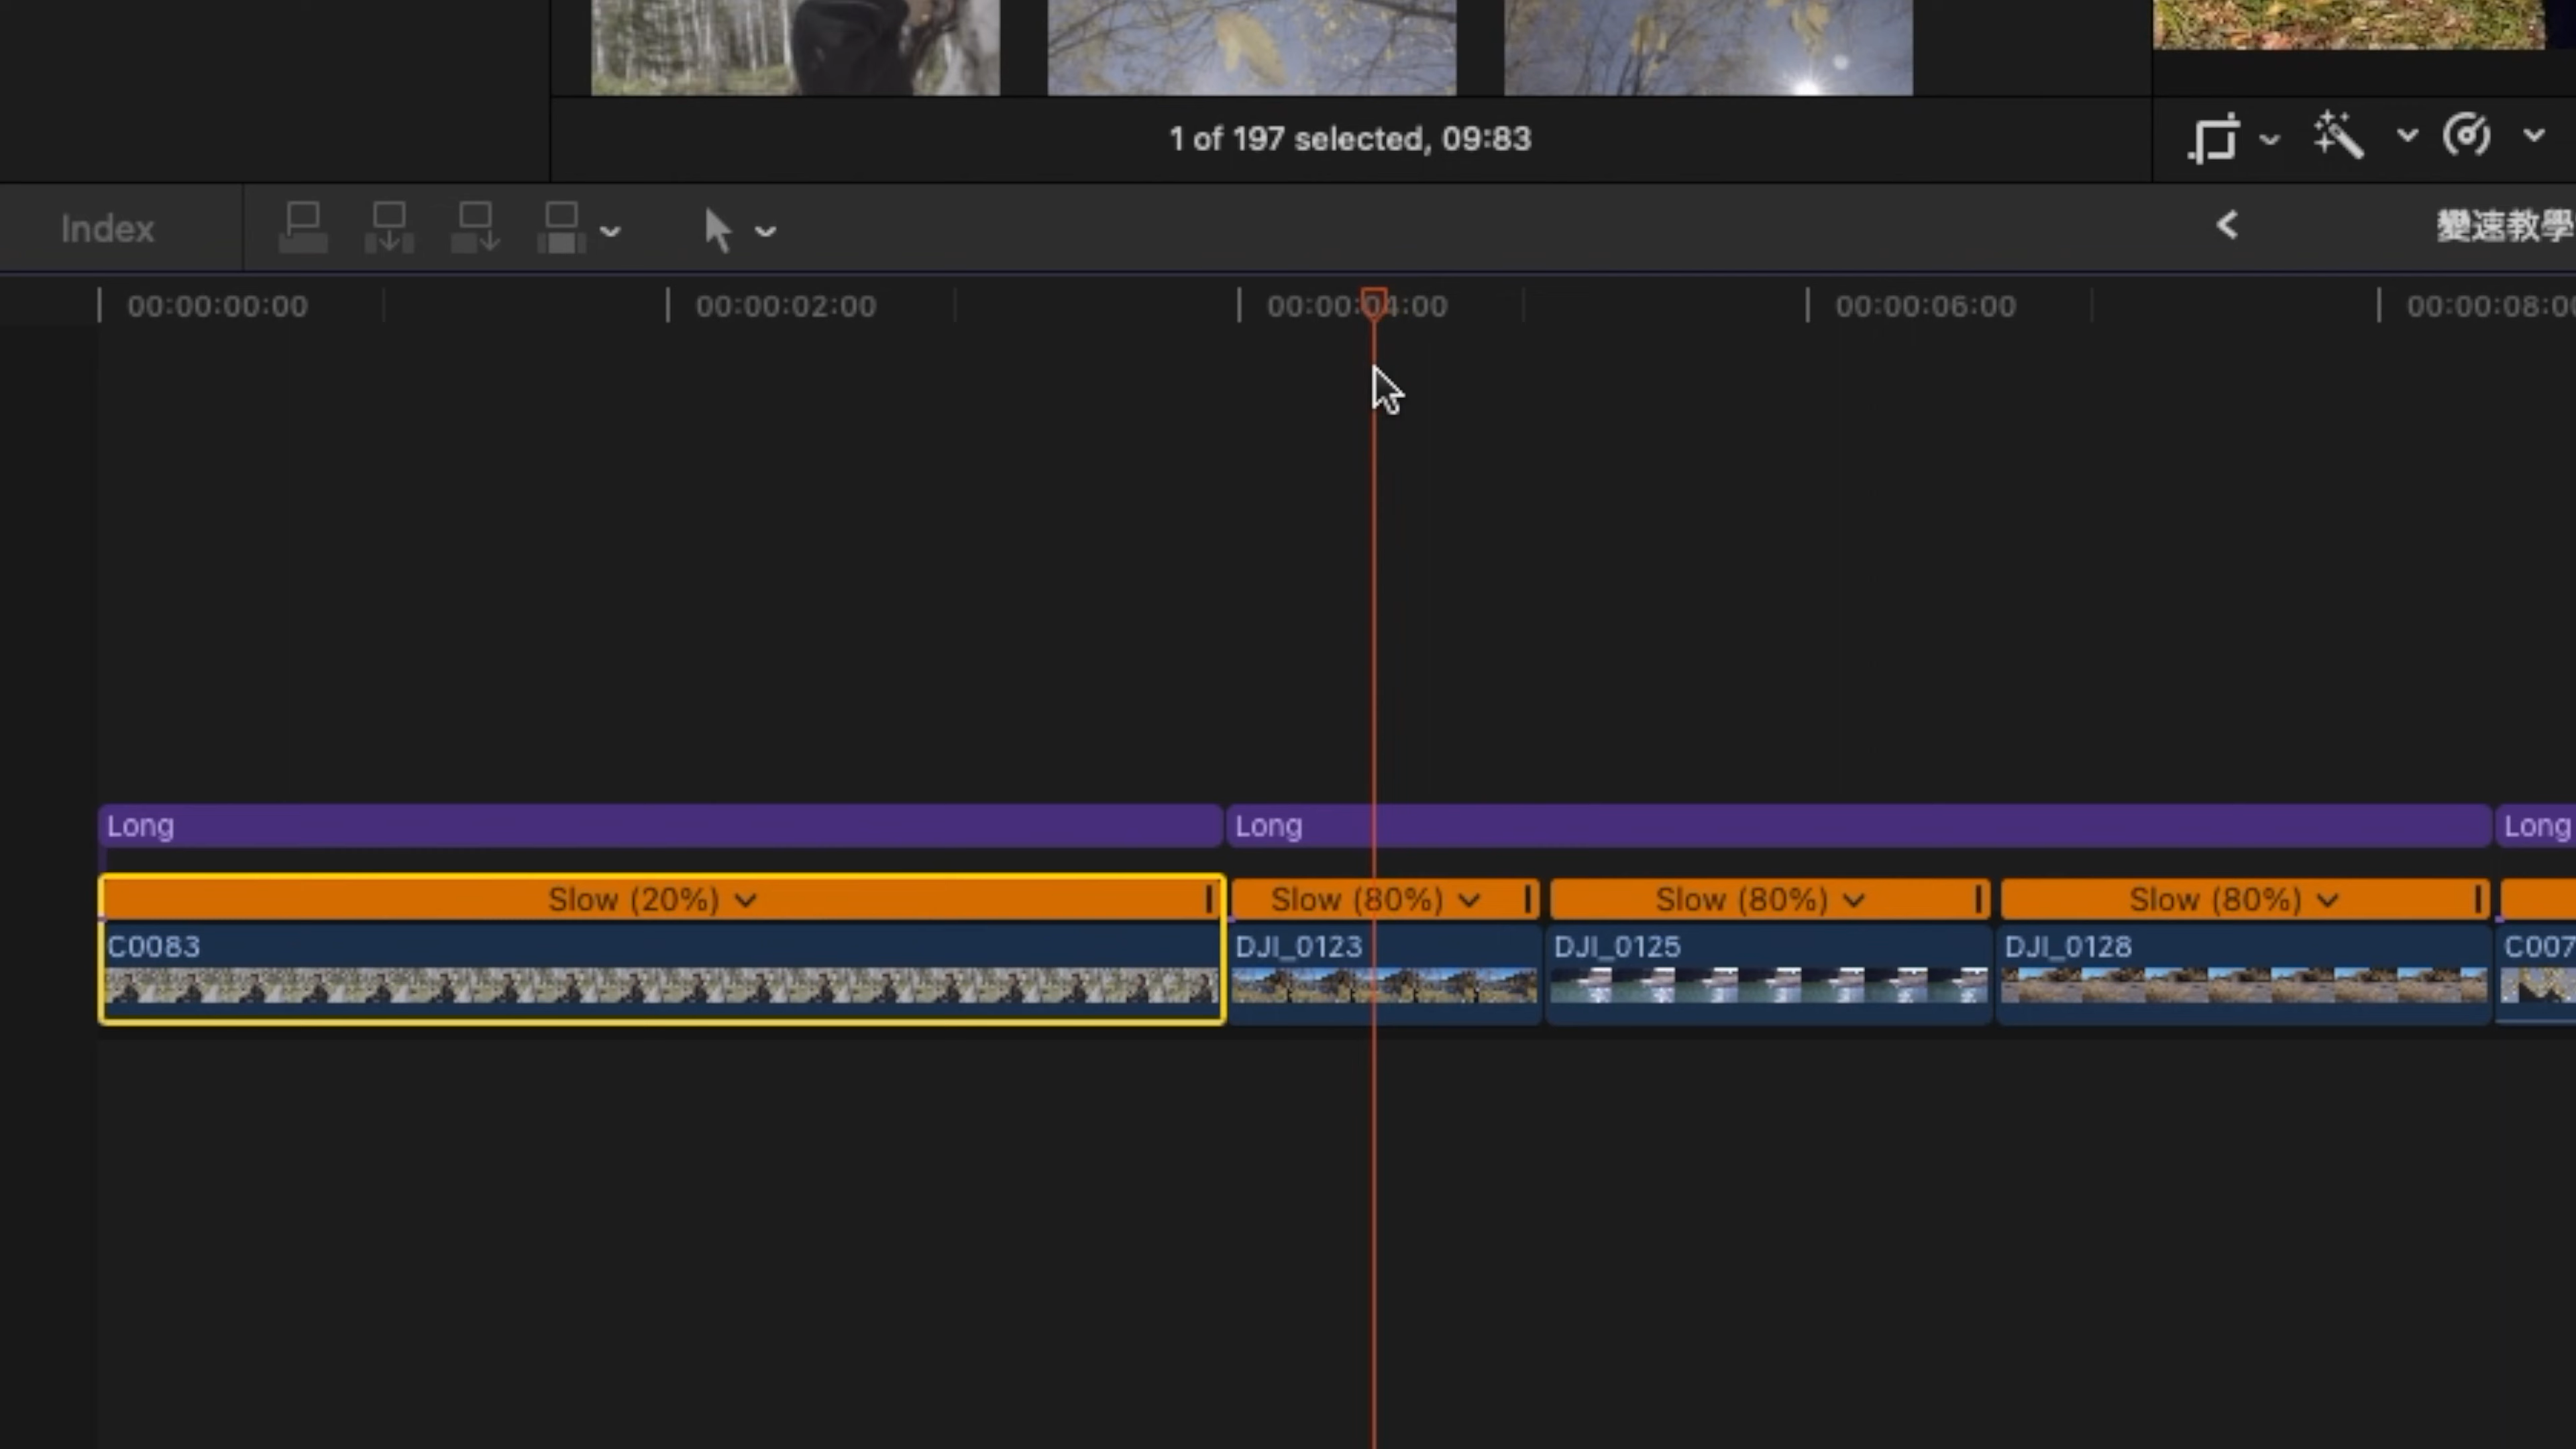 1 of 197 selected, 09:83
Index
變速教學
00:00:00:00 00:00:02:00 00:00:04:00 00:00:06:00 00:00:08:0
Long Long Long
Slow (20%) Slow (80%) Slow (80%) Slow (80%)
C0083 DJI_0123 DJI_0125 DJI_0128 C007